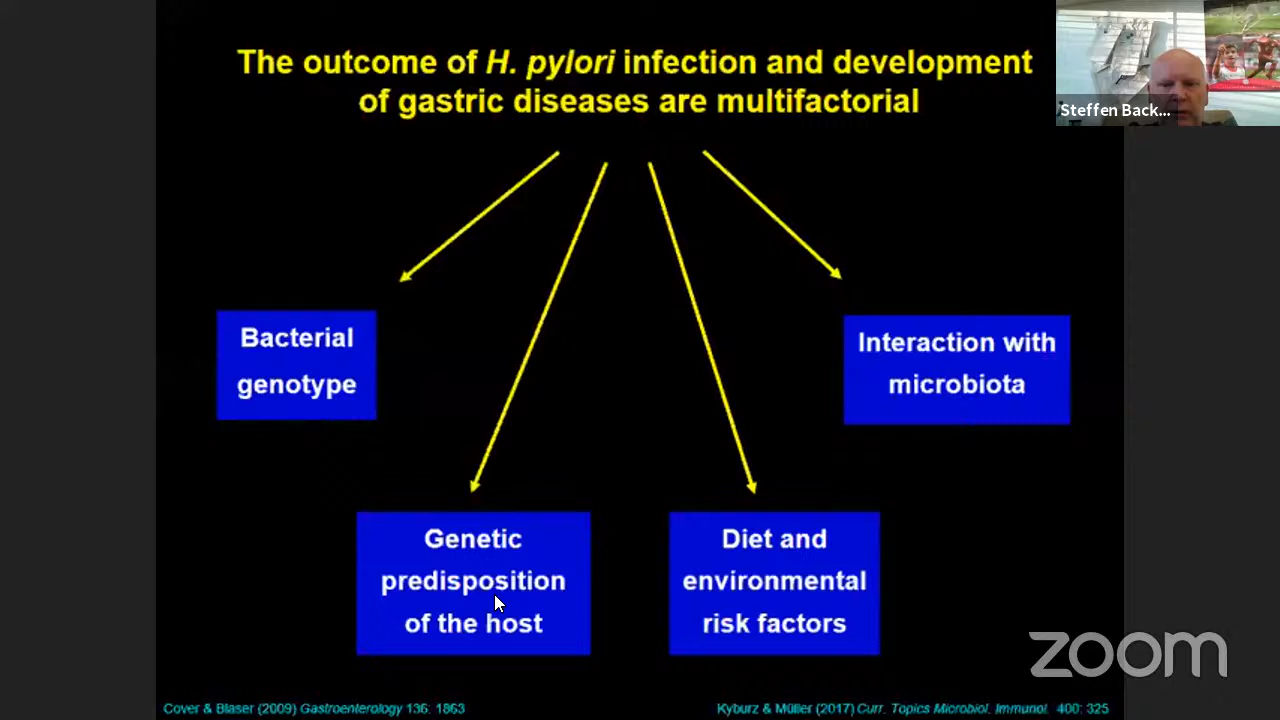 The outcome of H. pylori infection and development
of gastric diseases are multifactorial
Steffen Back...
Bacterial
genotype
Interaction with
microbiota
Genetic
predisposition
of the host
Diet and
environmental
risk factors
zoom
Cover & Blaser (2009) Gastroenterology 136: 1863
Kyburz & Müller (2017) Curr. Topics Microbiol. Immunol. 400: 325